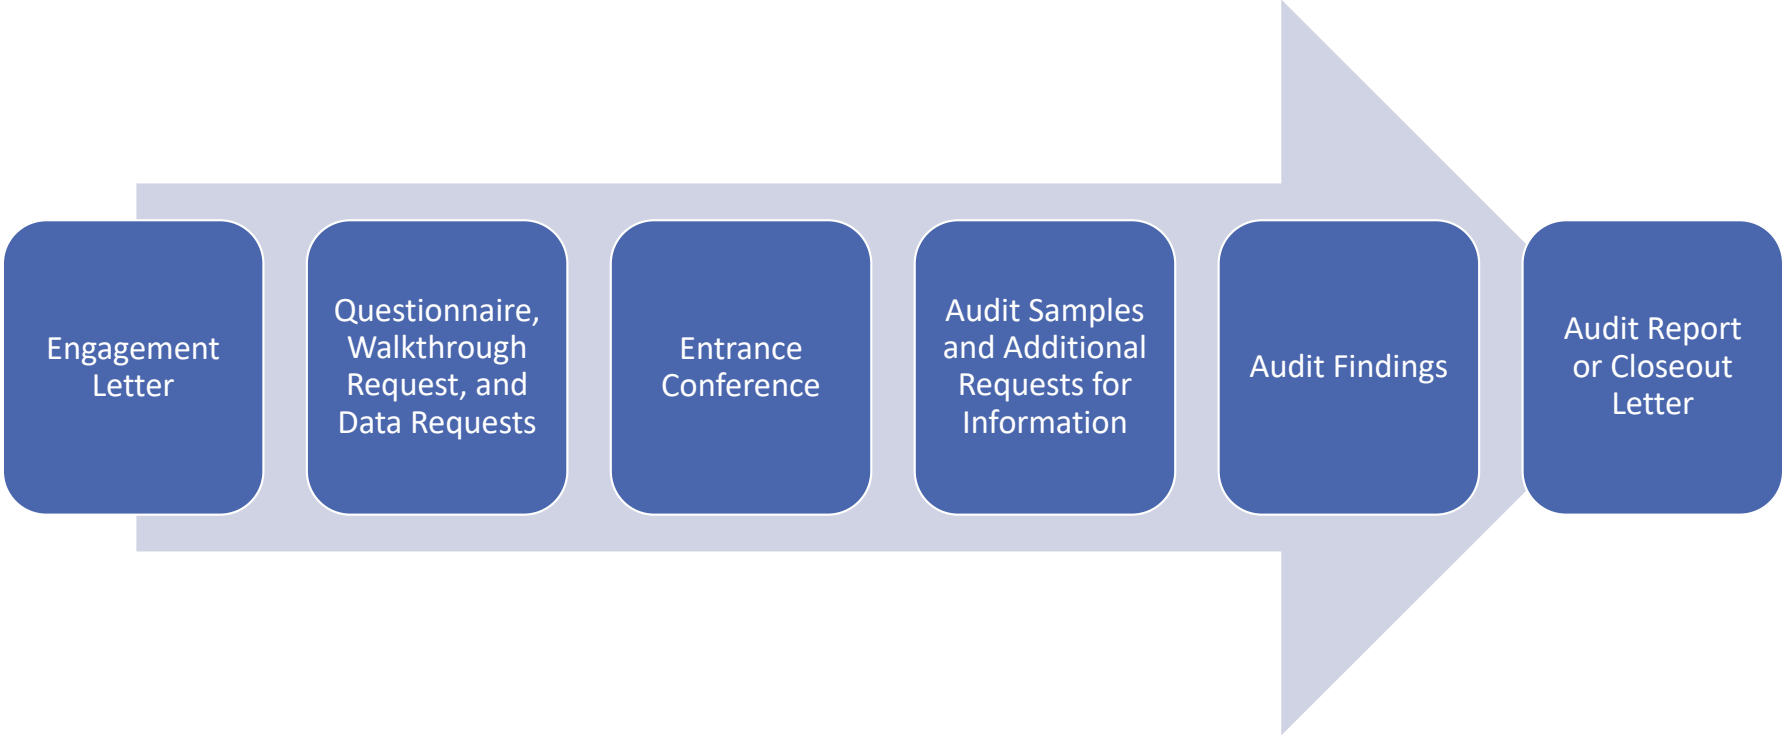 Engagement
Letter
Questionnaire,
Walkthrough
Request, and
Data Requests
Entrance
Conference
Audit Samples
and Additional
Requests for
Information
Audit Findings
Audit Report
or Closeout
Letter